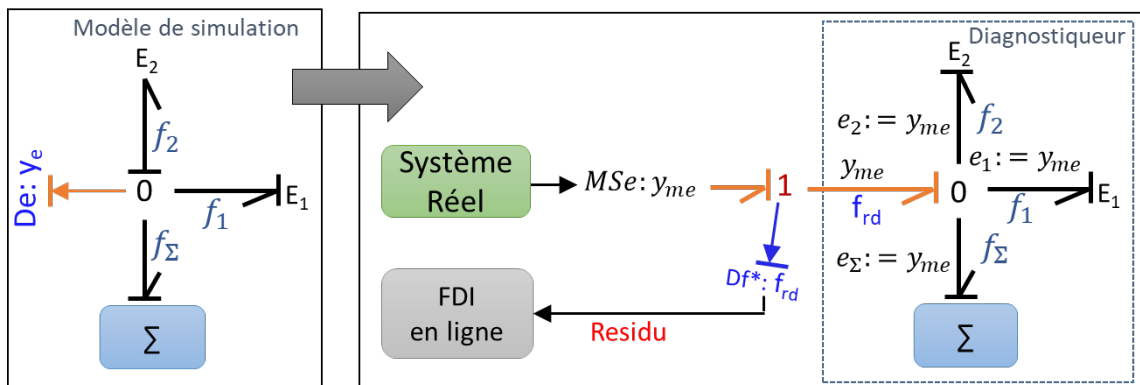 Modèle de simulation
E2
f2
De: ye
0
f1
E1
fΣ
Σ
Diagnostiqueur
E2
e2:= yme
f2
Système
Réel
MSe: yme
1
yme
frd
0
e1:= yme
f1
E1
eΣ:= yme
fΣ
Σ
Df*: frd
FDI
en ligne
Residu